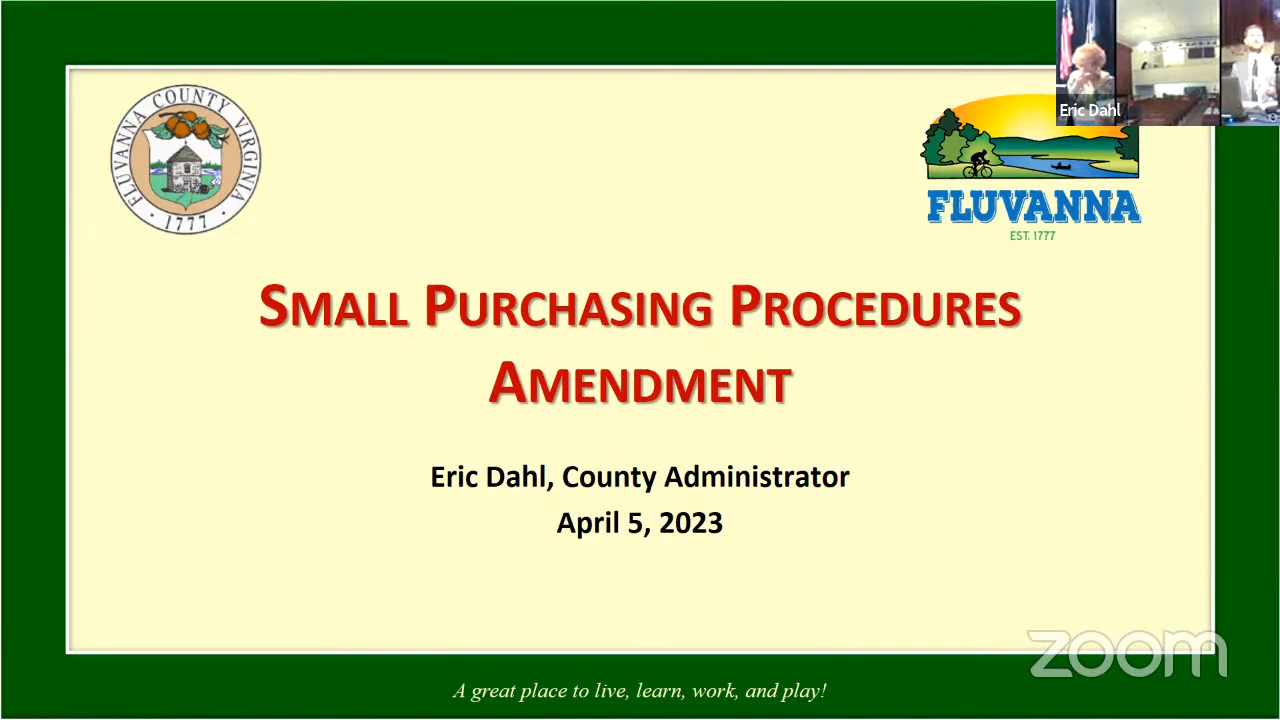 FLUVANNA COUNTY VIRGINIA
· 1777 ·
Eric Dahl
FLUVANNA
EST. 1777
SMALL PURCHASING PROCEDURES
AMENDMENT
Eric Dahl, County Administrator
April 5, 2023
zoom
A great place to live, learn, work, and play!